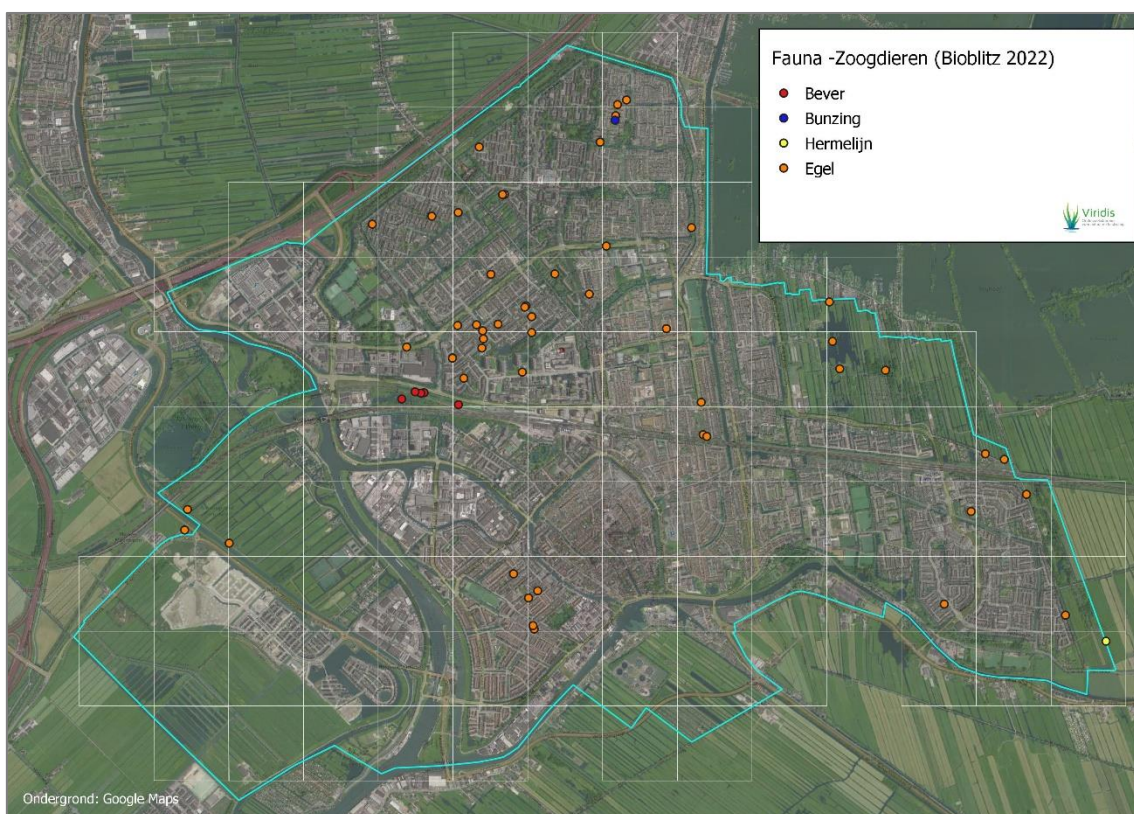 Fauna -Zoogdieren (Bioblitz 2022)
Bever
Bunzing
Hermelijn
Egel
Viridis
Ondergrond: Google Maps